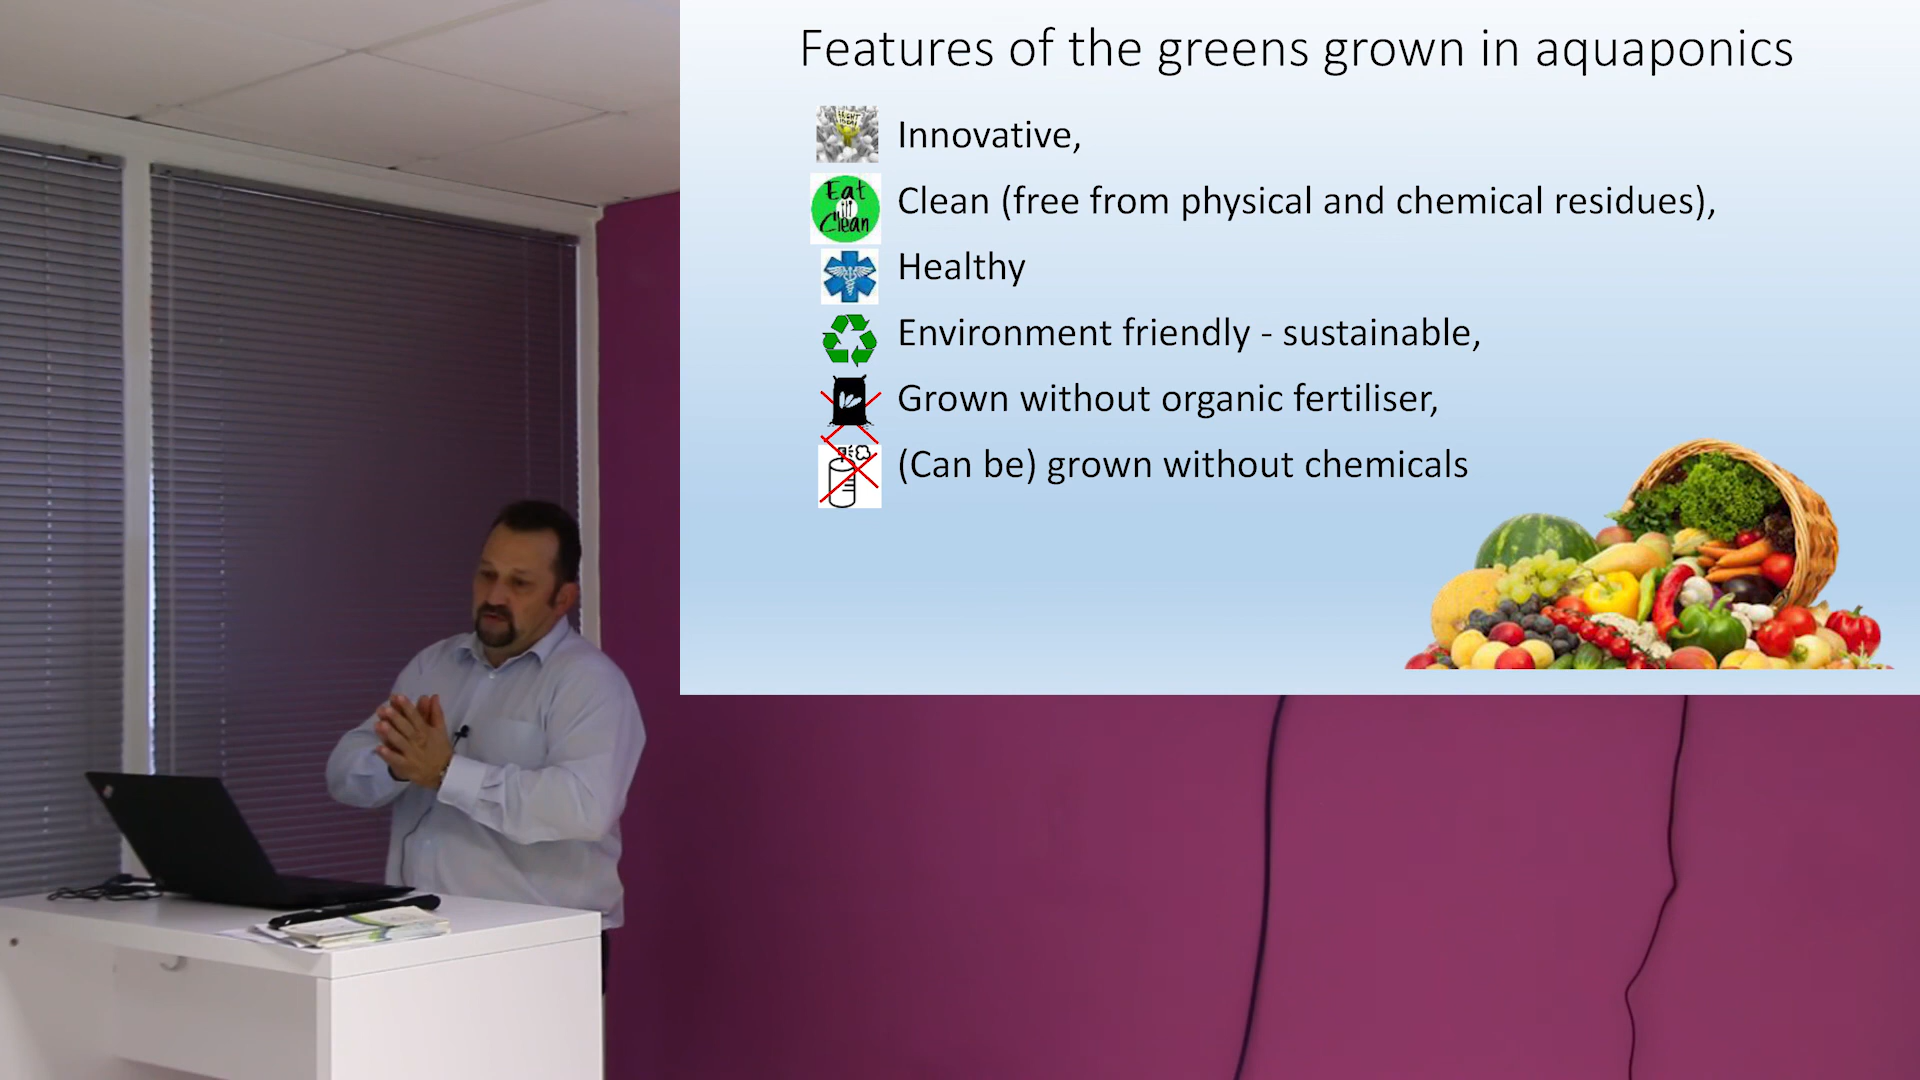 Features of the greens grown in aquaponics
Innovative,
Eat
Clean
Clean (free from physical and chemical residues),
Healthy
Environment friendly - sustainable,
Grown without organic fertiliser,
(Can be) grown without chemicals